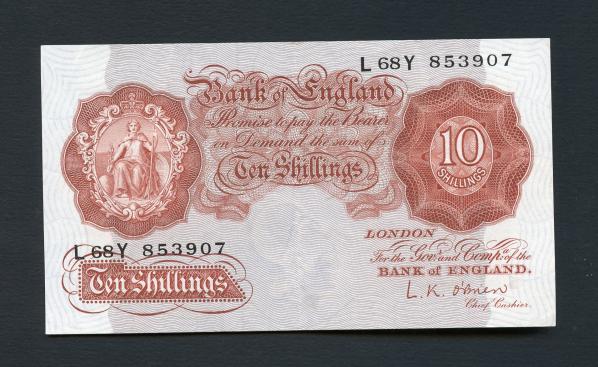 L 68Y 853907
Bank of England
Promise to pay the Bearer
on Demand the sum of
Ten Shillings
10
SHILLINGS
LONDON
For the Gov.r and Comp.a of the
BANK OF ENGLAND.
L. K. O'Brien
Chief Cashier.
L 68Y 853907
Ten Shillings